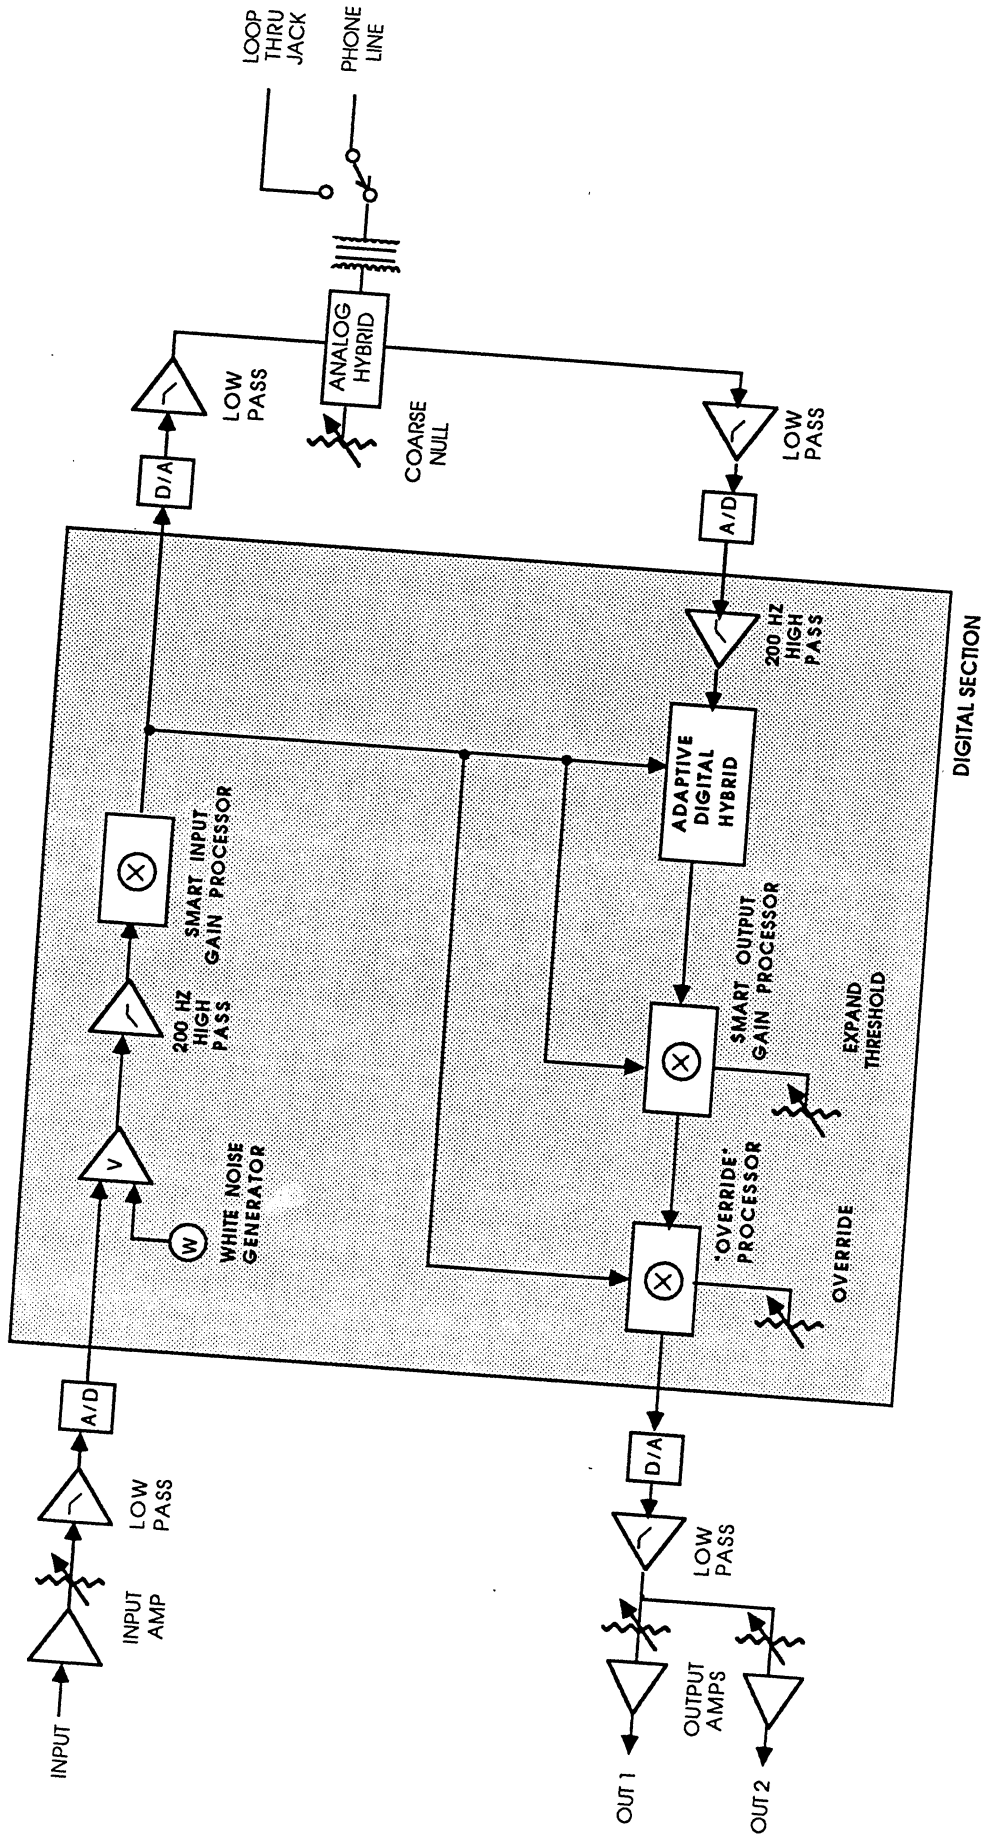 INPUT
INPUT
AMP
LOW
PASS
A/D
W
WHITE NOISE
GENERATOR
V
200 HZ
HIGH
PASS
X
SMART INPUT
GAIN PROCESSOR
D/A
LOW
PASS
LOOP
THRU
JACK
PHONE
LINE
ANALOG
HYBRID
COARSE
NULL
LOW
PASS
A/D
200 HZ
HIGH
PASS
ADAPTIVE
DIGITAL
HYBRID
X
SMART OUTPUT
GAIN PROCESSOR
EXPAND
THRESHOLD
X
"OVERRIDE"
PROCESSOR
OVERRIDE
D/A
LOW
PASS
OUTPUT
AMPS
OUT 1
OUT 2
DIGITAL SECTION